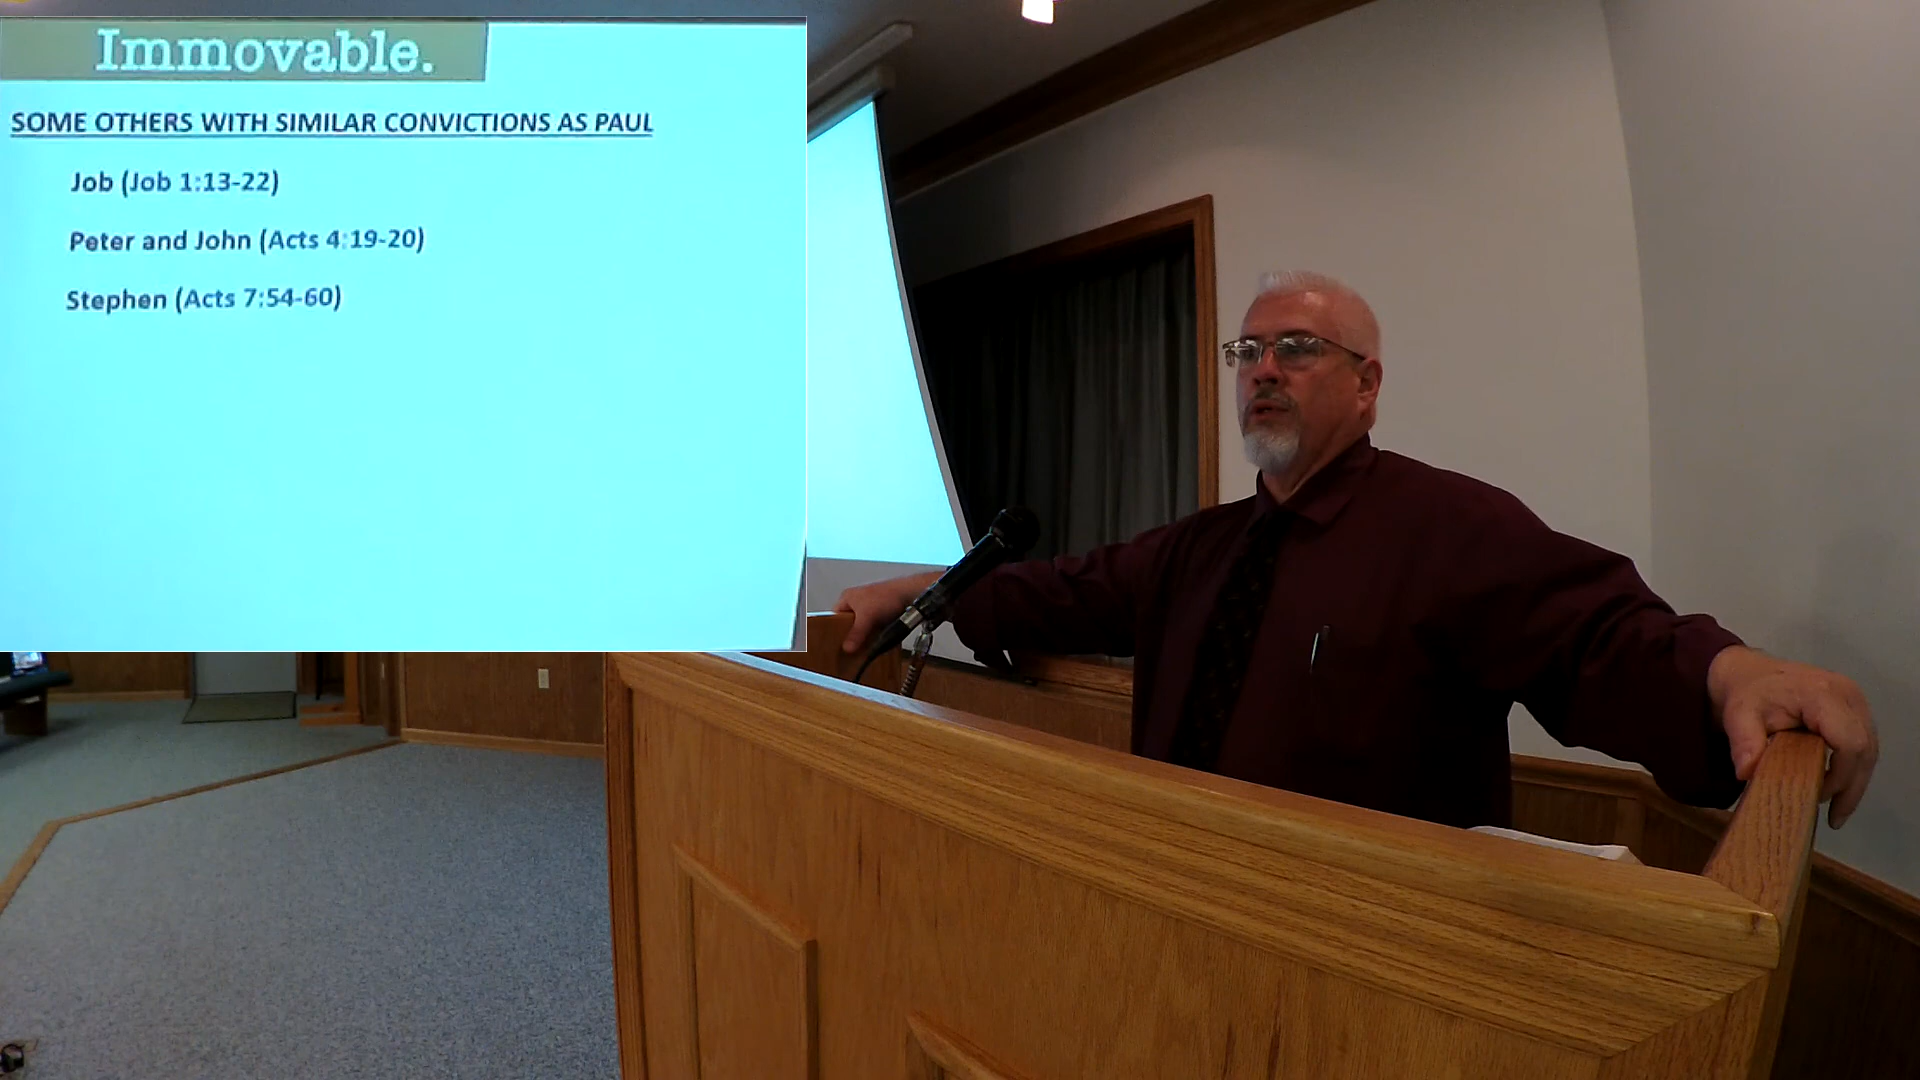 Immovable.
SOME OTHERS WITH SIMILAR CONVICTIONS AS PAUL
Job (Job 1:13-22)
Peter and John (Acts 4:19-20)
Stephen (Acts 7:54-60)